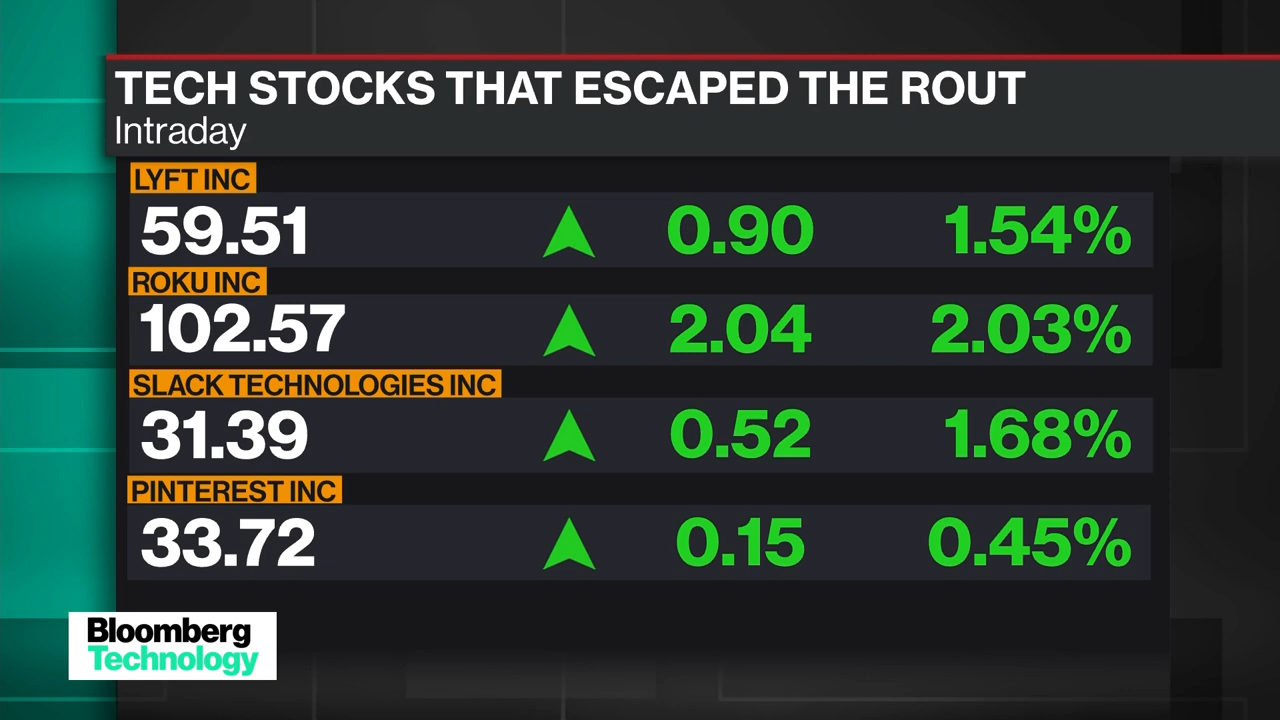 TECH STOCKS THAT ESCAPED THE ROUT
Intraday
LYFT INC
59.51 0.90 1.54%
ROKU INC
102.57 2.04 2.03%
SLACK TECHNOLOGIES INC
31.39 0.52 1.68%
PINTEREST INC
33.72 0.15 0.45%
Bloomberg
Technology